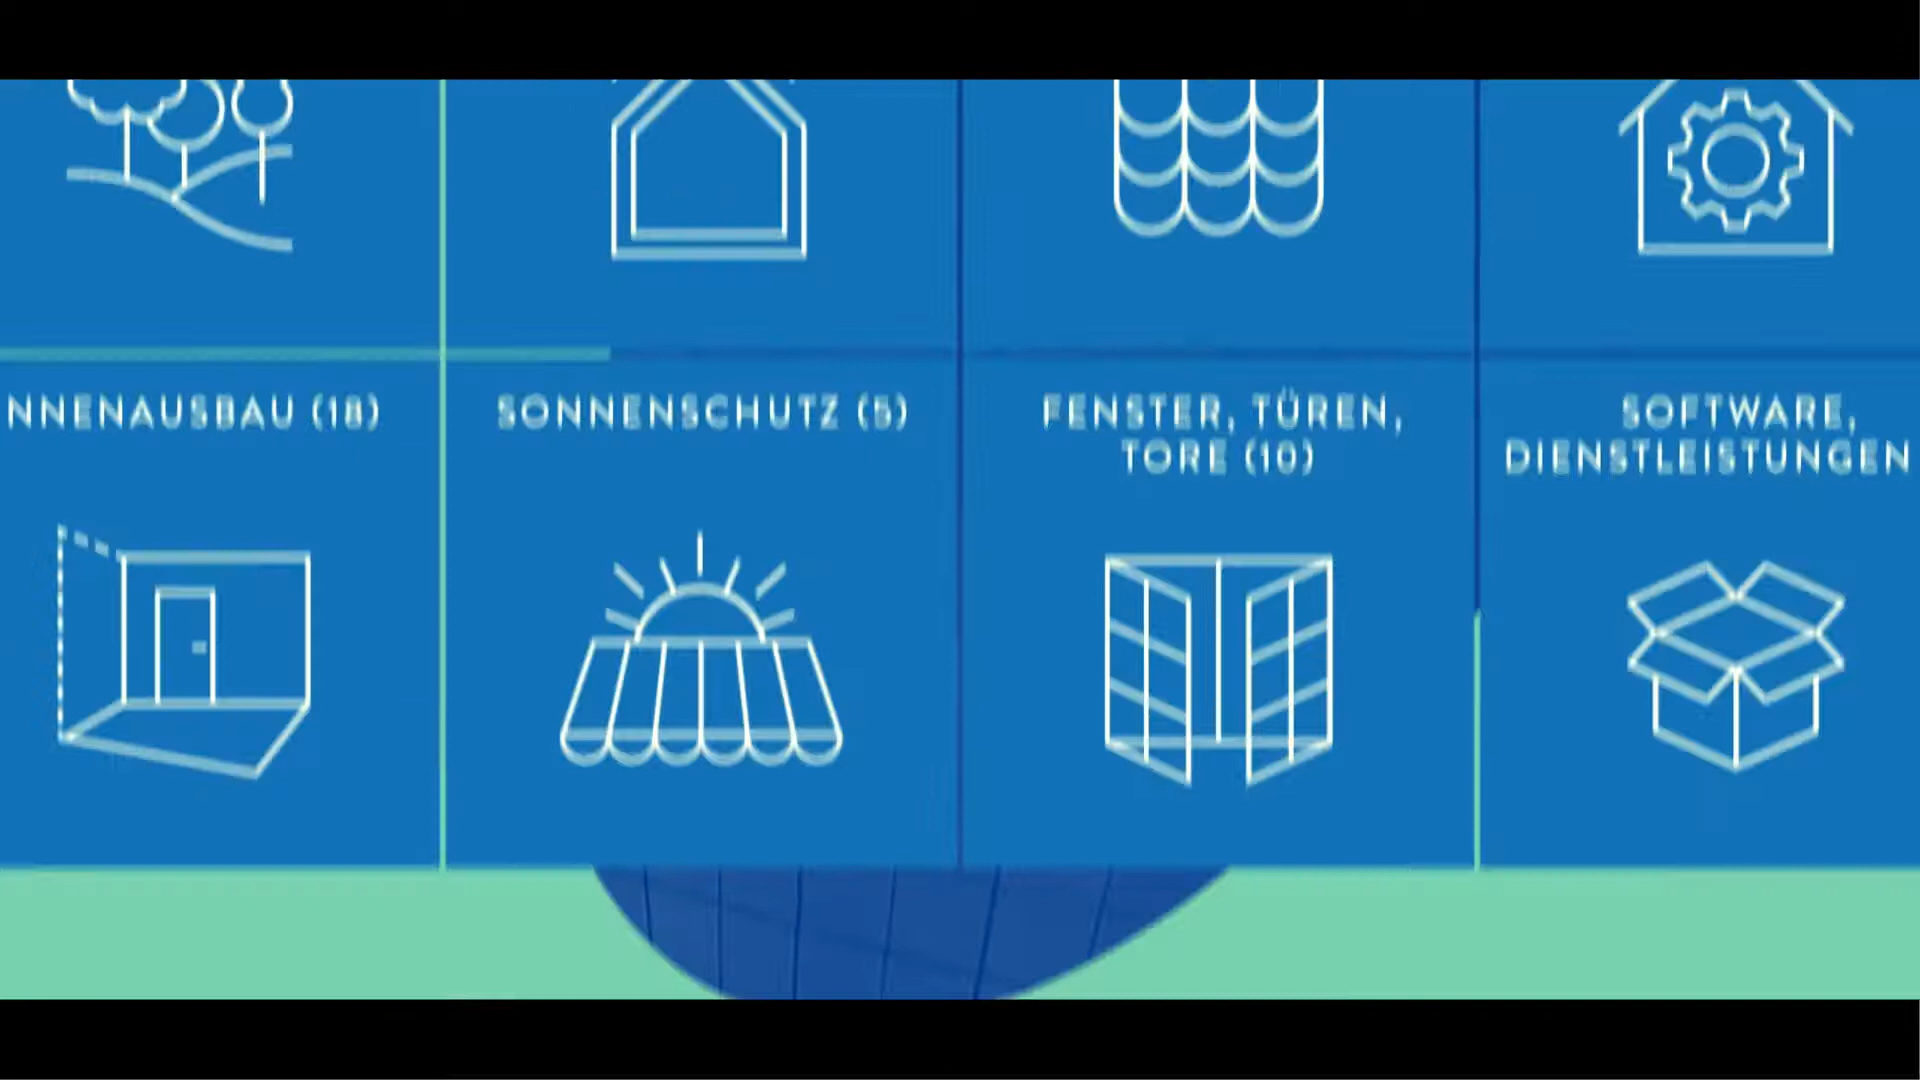 NNENAUSBAU (18)
SONNENSCHUTZ (5)
FENSTER, TÜREN,
TORE (10)
SOFTWARE,
DIENSTLEISTUNGEN